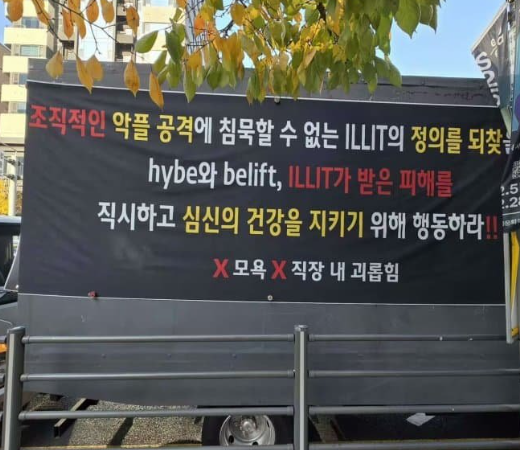 조직적인 악플 공격에 침묵할 수 없는 ILLIT의 정의를 되찾
hybe와 belift, ILLIT가 받은 피해를
직시하고 심신의 건강을 지키기 위해 행동하라!!
X 모욕 X 직장 내 괴롭힘